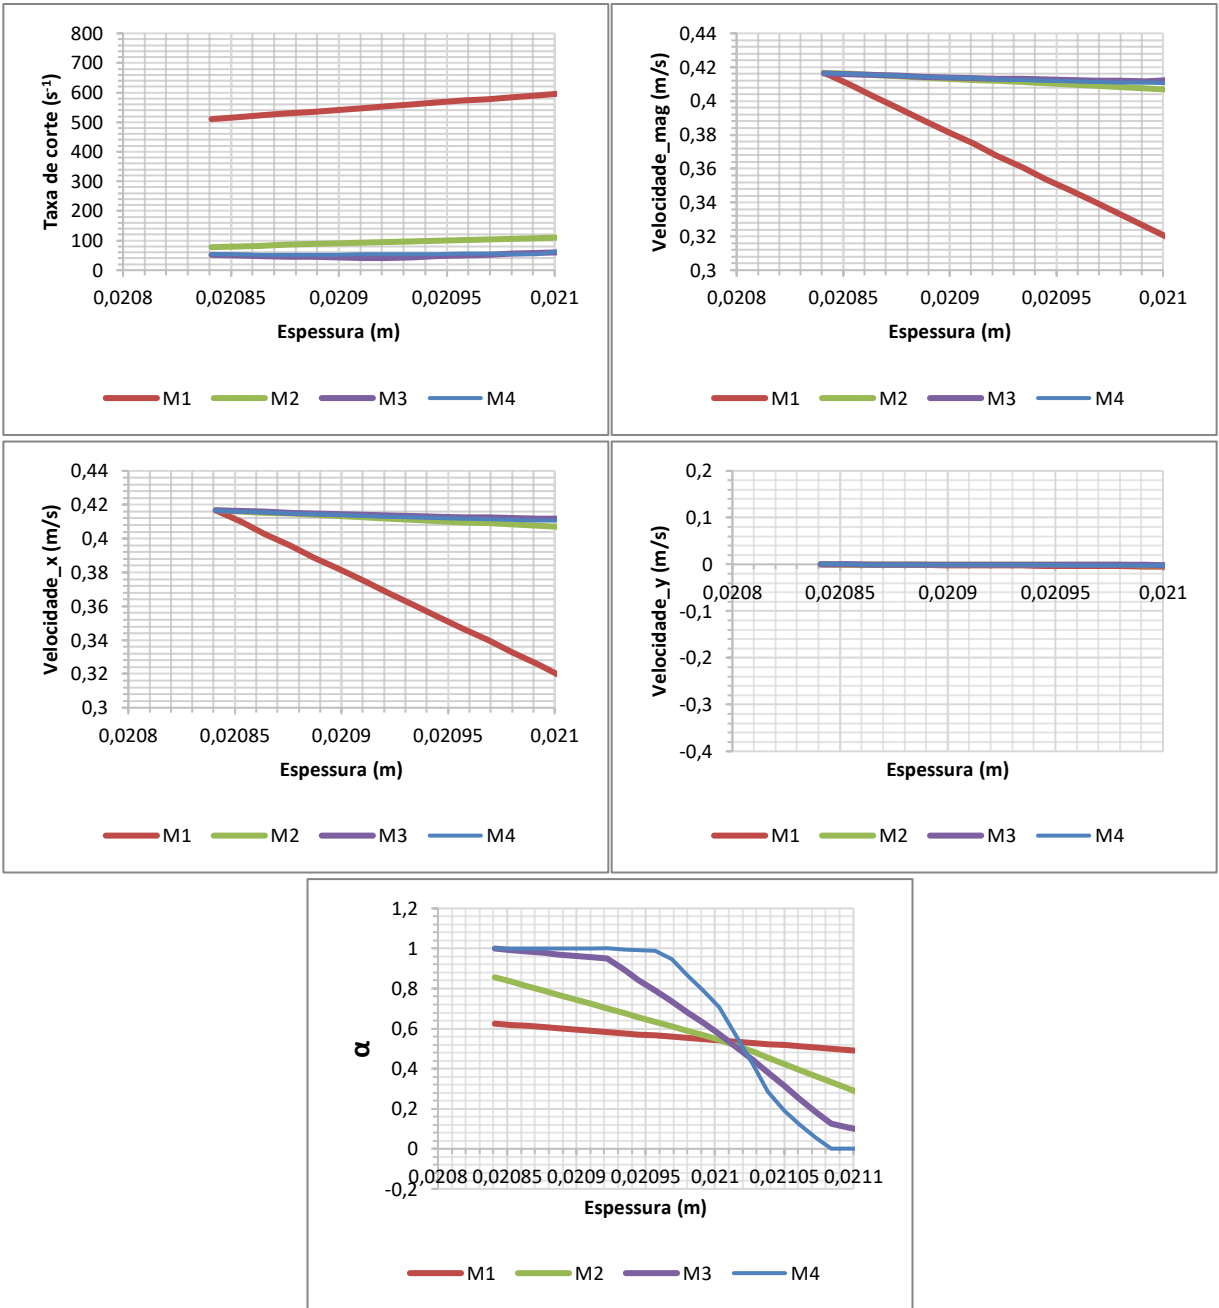 800
700
600
500
400
300
200
100
0
Taxa de corte (s⁻¹)
0,0208 0,02085 0,0209 0,02095 0,021
Espessura (m)
M1 M2 M3 M4
0,44
0,42
0,4
0,38
0,36
0,34
0,32
0,3
Velocidade_mag (m/s)
0,0208 0,02085 0,0209 0,02095 0,021
Espessura (m)
M1 M2 M3 M4
0,44
0,42
0,4
0,38
0,36
0,34
0,32
0,3
Velocidade_x (m/s)
0,0208 0,02085 0,0209 0,02095 0,021
Espessura (m)
M1 M2 M3 M4
0,2
0,1
0
-0,1
-0,2
-0,3
-0,4
Velocidade_y (m/s)
0,0208 0,02085 0,0209 0,02095 0,021
Espessura (m)
M1 M2 M3 M4
1,2
1
0,8
0,6
0,4
0,2
0
-0,2
α
0,0208 0,02085 0,0209 0,02095 0,021 0,02105 0,0211
Espessura (m)
M1 M2 M3 M4